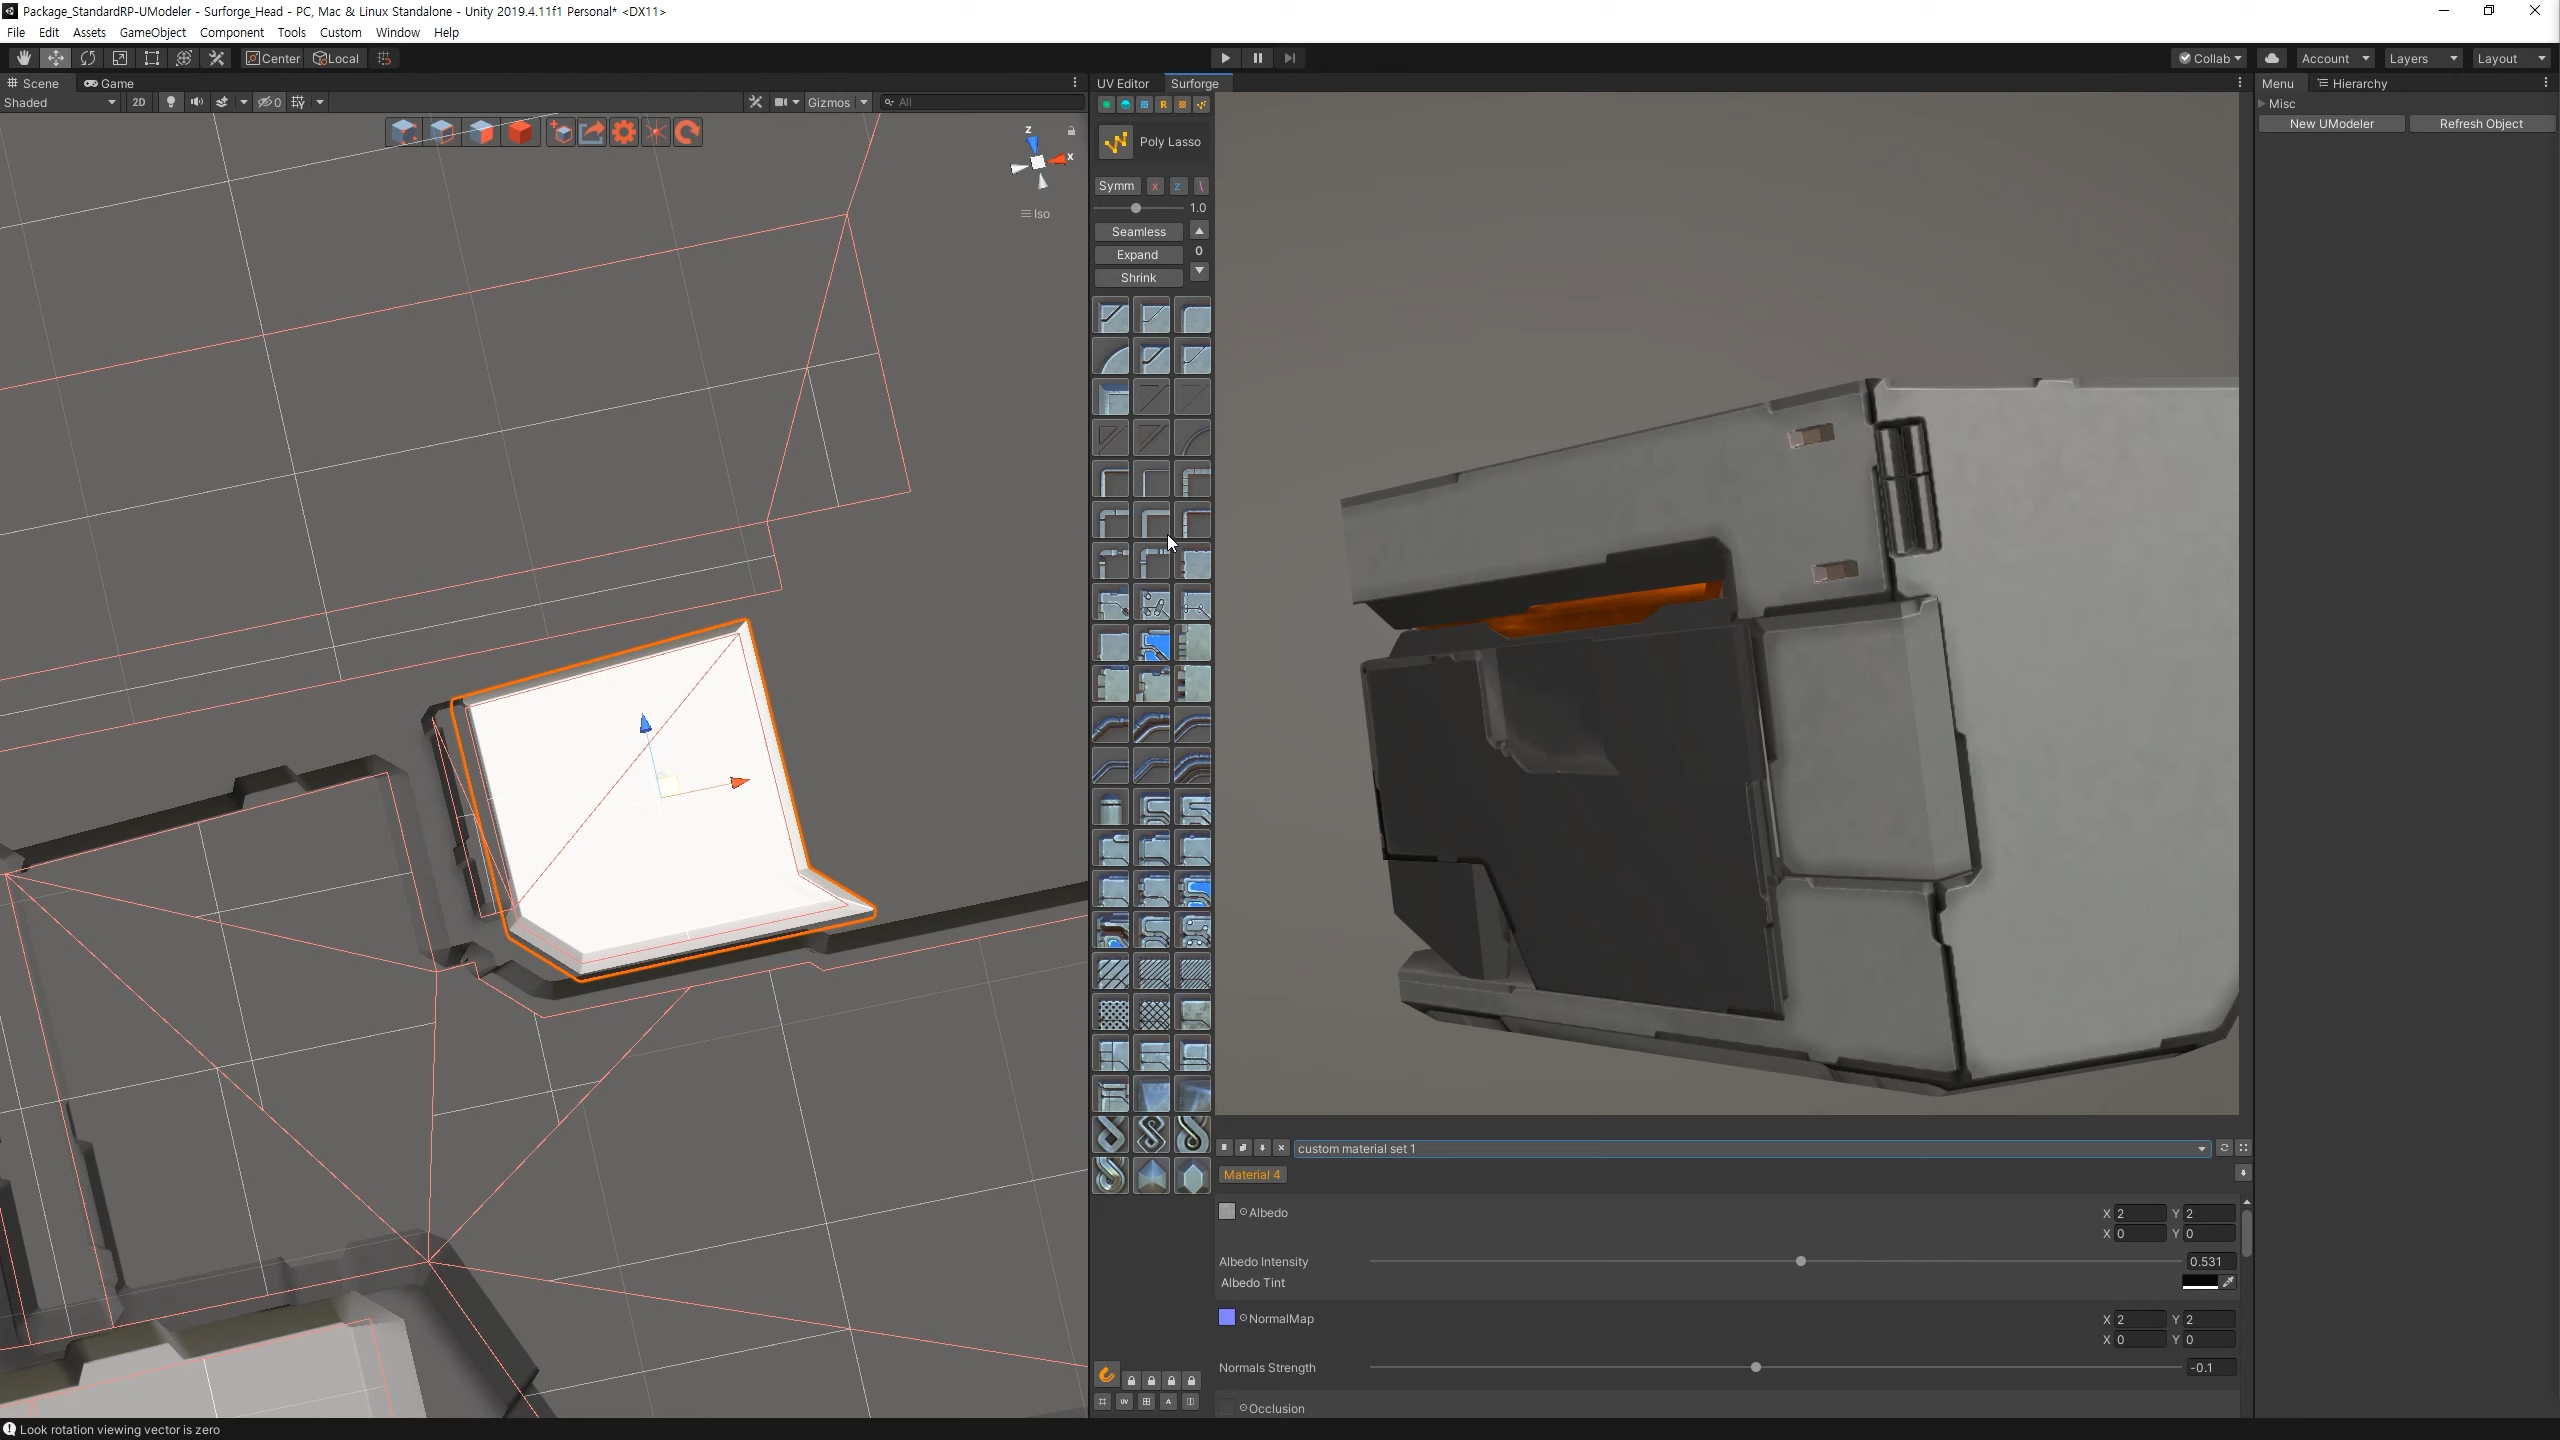 Package_StandardRP-UModeler - Surforge_Head - PC, Mac & Linux Standalone - Unity 2019.4.11f1 Personal* <DX11>
File Edit Assets GameObject Component Tools Custom Window Help
Center Local Collab Account Layers Layout
Scene Game UV Editor Surforge Menu Hierarchy
Shaded 2D 0 Gizmos All
Misc
New UModeler Refresh Object
z
x
Iso
R
Poly Lasso
Symm x z \
1.0
Seamless
Expand 0
Shrink
custom material set 1
Material 4
Albedo X 2 Y 2
X 0 Y 0
Albedo Intensity 0.531
Albedo Tint
NormalMap X 2 Y 2
X 0 Y 0
Normals Strength -0.1
UV A
Occlusion
Look rotation viewing vector is zero